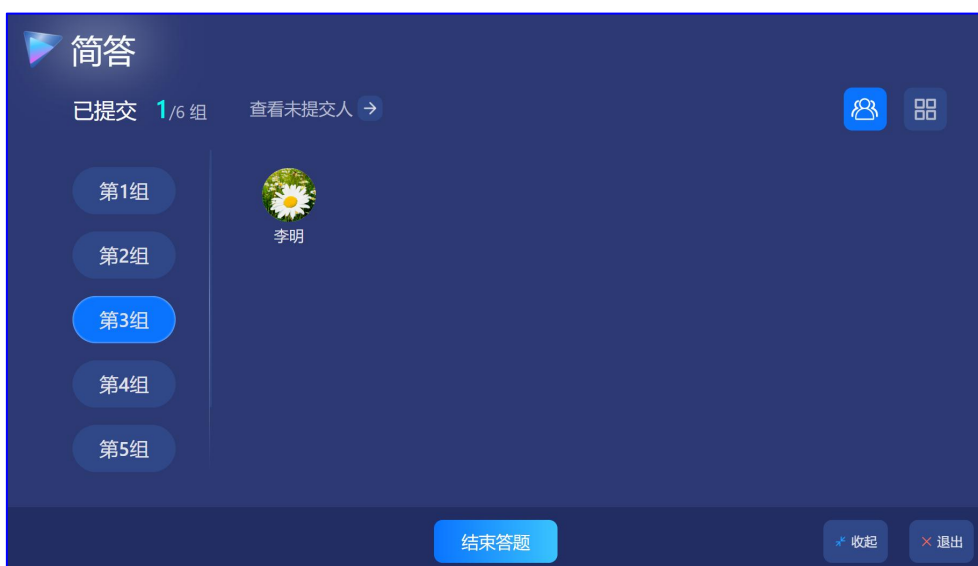 简答
已提交 1/6 组 查看未提交人
第1组
第2组
第3组
第4组
第5组
李明
结束答题
收起
退出